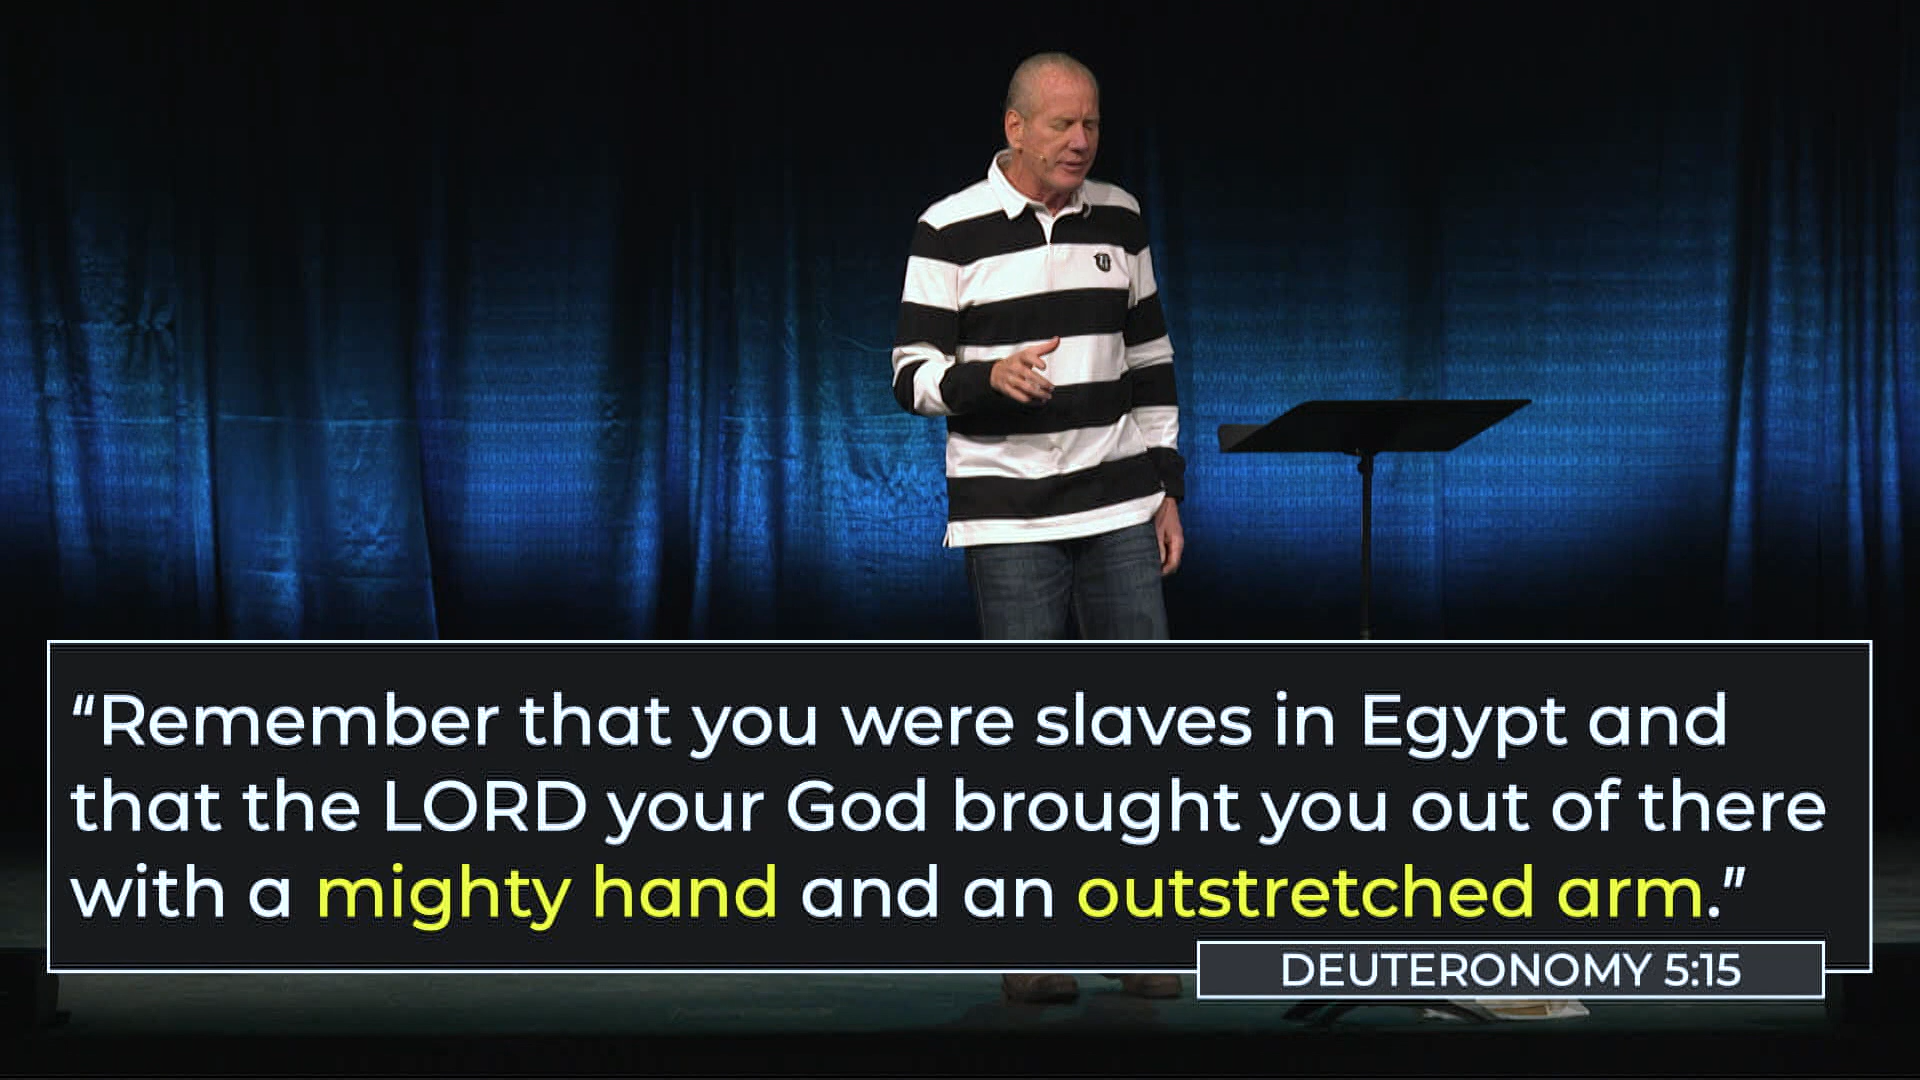 “Remember that you were slaves in Egypt and
that the LORD your God brought you out of there
with a mighty hand and an outstretched arm.”
DEUTERONOMY 5:15